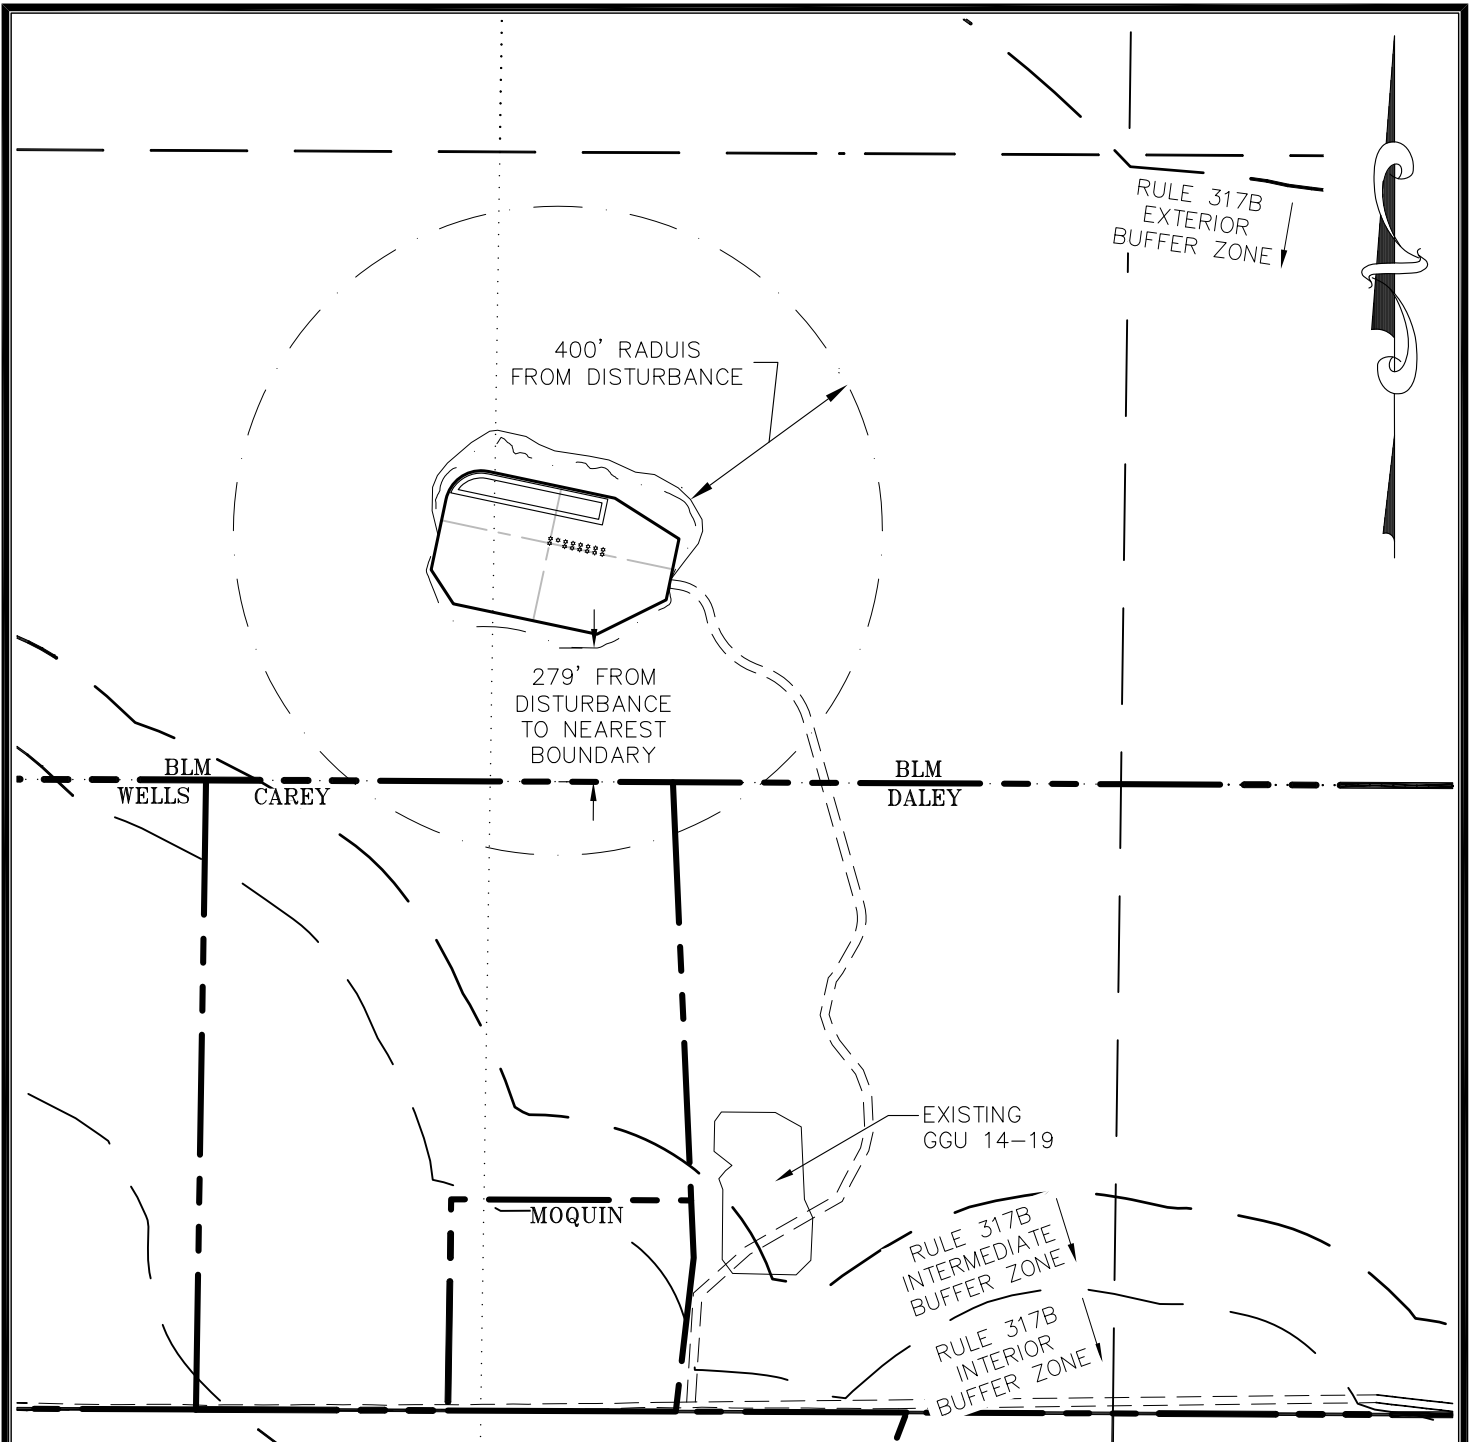 RULE 317B
EXTERIOR
BUFFER ZONE
400' RADUIS
FROM DISTURBANCE
279' FROM
DISTURBANCE
TO NEAREST
BOUNDARY
BLM
WELLS
CAREY
BLM
DALEY
EXISTING
GGU 14-19
MOQUIN
RULE 317B
INTERMEDIATE
BUFFER ZONE
RULE 317B
INTERIOR
BUFFER ZONE